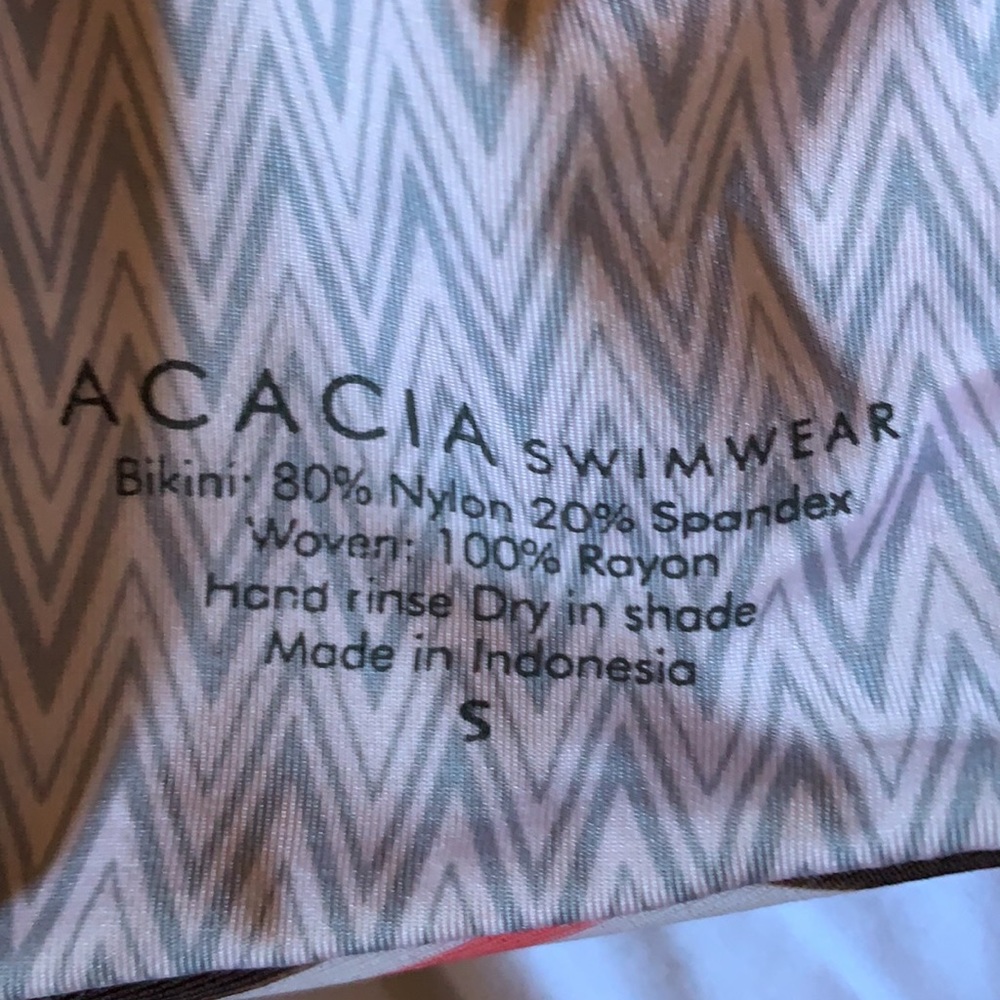 ACACIA SWIMWEAR
Bikini: 80% Nylon 20% Spandex
Woven: 100% Rayon
Hand rinse Dry in shade
Made in Indonesia
S